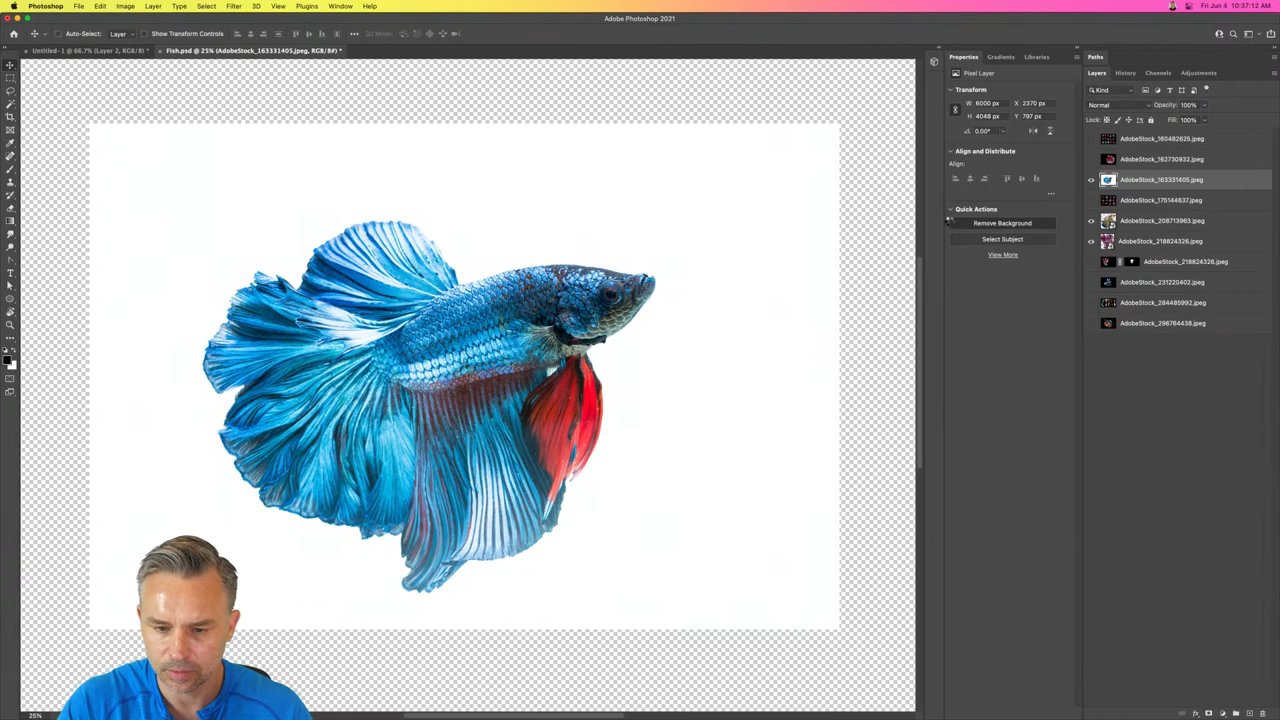 Photoshop File Edit Image Layer Type Select Filter 3D View Plugins Window Help Fri Jun 4 10:37:12 AM
Adobe Photoshop 2021
Auto-Select: Layer Show Transform Controls 3D Mode:
Untitled-1 @ 66.7% (Layer 2, RGB/8) * Fish.psd @ 25% (AdobeStock_163331405.jpeg, RGB/8#) *
Properties Gradients Libraries
Pixel Layer
Transform
W 6000 px X 2370 px
H 4048 px Y 797 px
0.00°
Align and Distribute
Align:
Quick Actions
Remove Background
Select Subject
View More
Paths
Layers History Channels Adjustments
Kind
Normal Opacity: 100%
Lock: Fill: 100%
AdobeStock_160482625.jpeg
AdobeStock_162730932.jpeg
AdobeStock_163331405.jpeg
AdobeStock_175144637.jpeg
AdobeStock_208713963.jpeg
AdobeStock_218824326.jpeg
AdobeStock_218824326.jpeg
AdobeStock_231220402.jpeg
AdobeStock_284485992.jpeg
AdobeStock_296764438.jpeg
25%